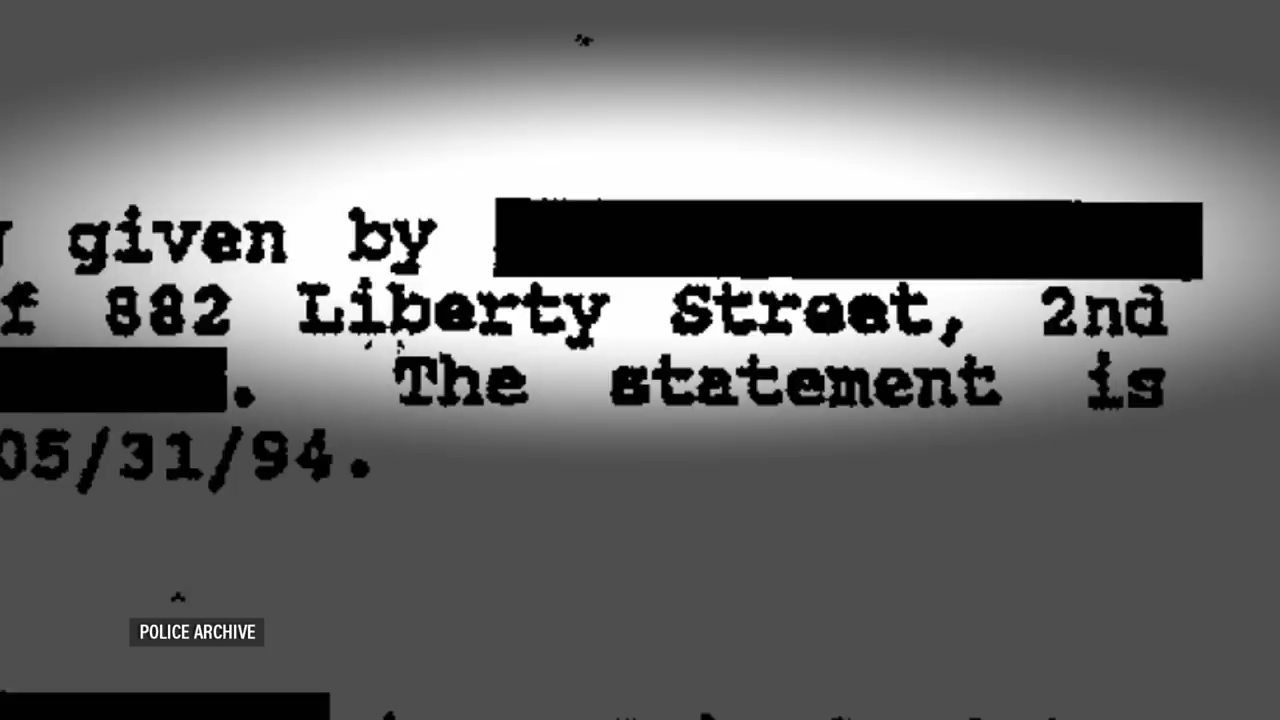 given by
882 Liberty Street, 2nd
. The statement is
05/31/94.
POLICE ARCHIVE